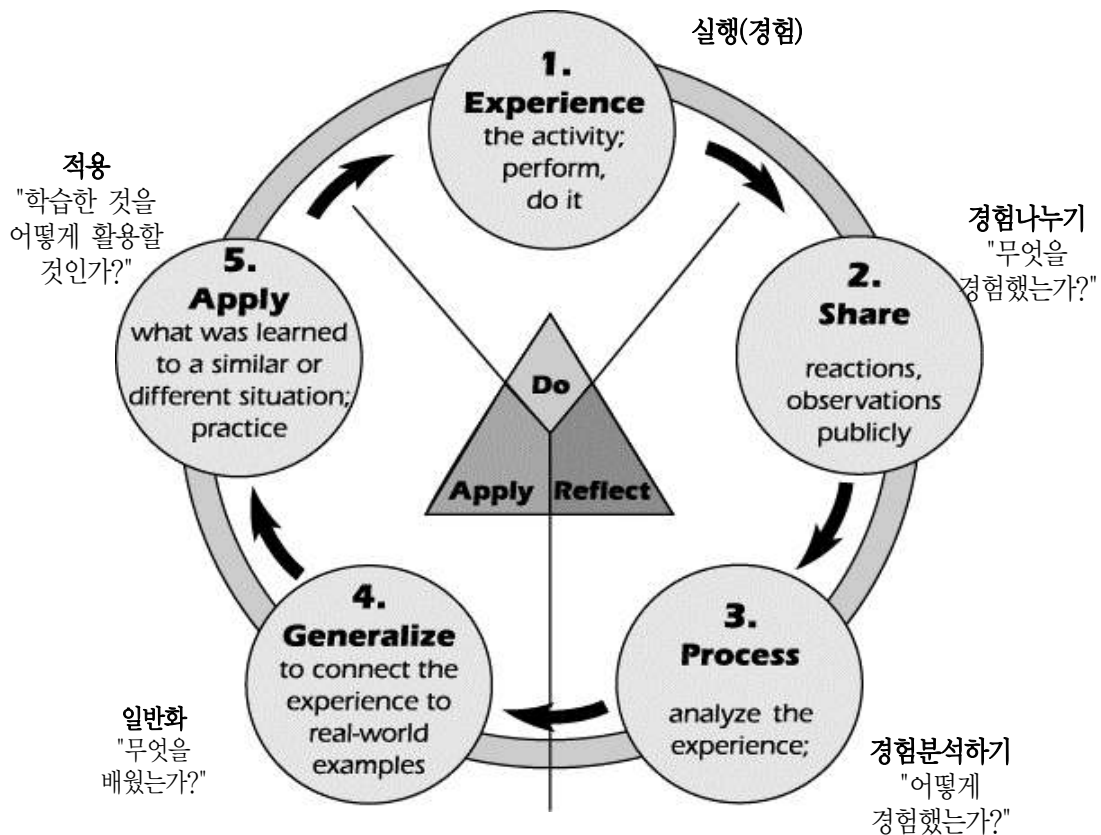 실행(경험)
1.
Experience
the activity;
perform,
do it
경험나누기
"무엇을
경험했는가?"
2.
Share
reactions,
observations
publicly
경험분석하기
"어떻게
경험했는가?"
3.
Process
analyze the
experience;
일반화
"무엇을
배웠는가?"
4.
Generalize
to connect the
experience to
real-world
examples
적용
"학습한 것을
어떻게 활용할
것인가?"
5.
Apply
what was learned
to a similar or
different situation;
practice
Do
Apply Reflect